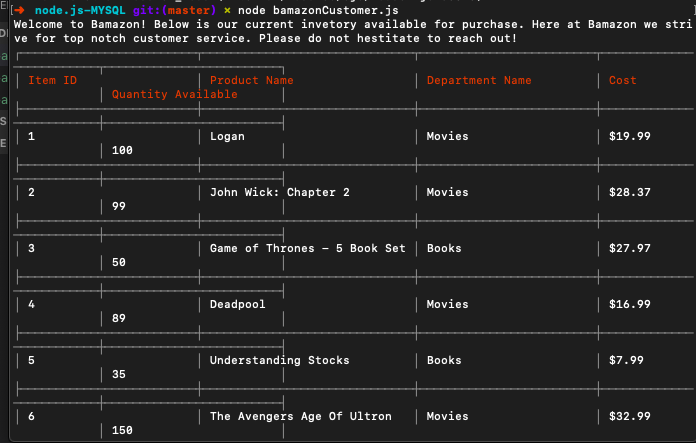 ➜ node.js-MYSQL git:(master) × node bamazonCustomer.js
Welcome to Bamazon! Below is our current invetory available for purchase. Here at Bamazon we stri
ve for top notch customer service. Please do not hestitate to reach out!
Item ID Product Name Department Name Cost
Quantity Available
1 Logan Movies $19.99
100
2 John Wick: Chapter 2 Movies $28.37
99
3 Game of Thrones – 5 Book Set Books $27.97
50
4 Deadpool Movies $16.99
89
5 Understanding Stocks Books $7.99
35
6 The Avengers Age Of Ultron Movies $32.99
150